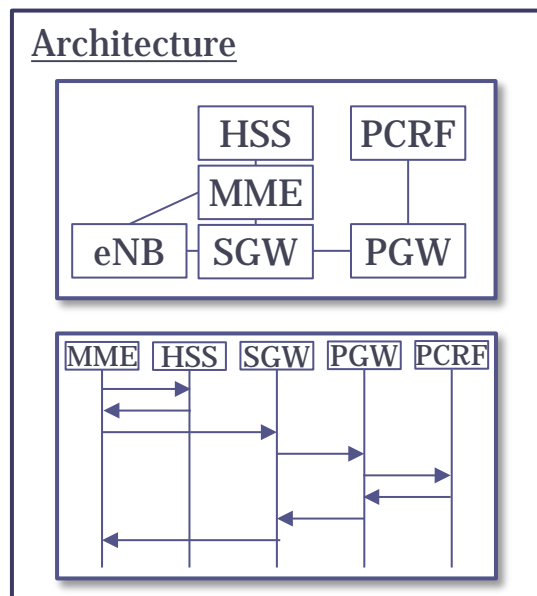 Architecture
HSS PCRF
MME
eNB SGW PGW
MME HSS SGW PGW PCRF